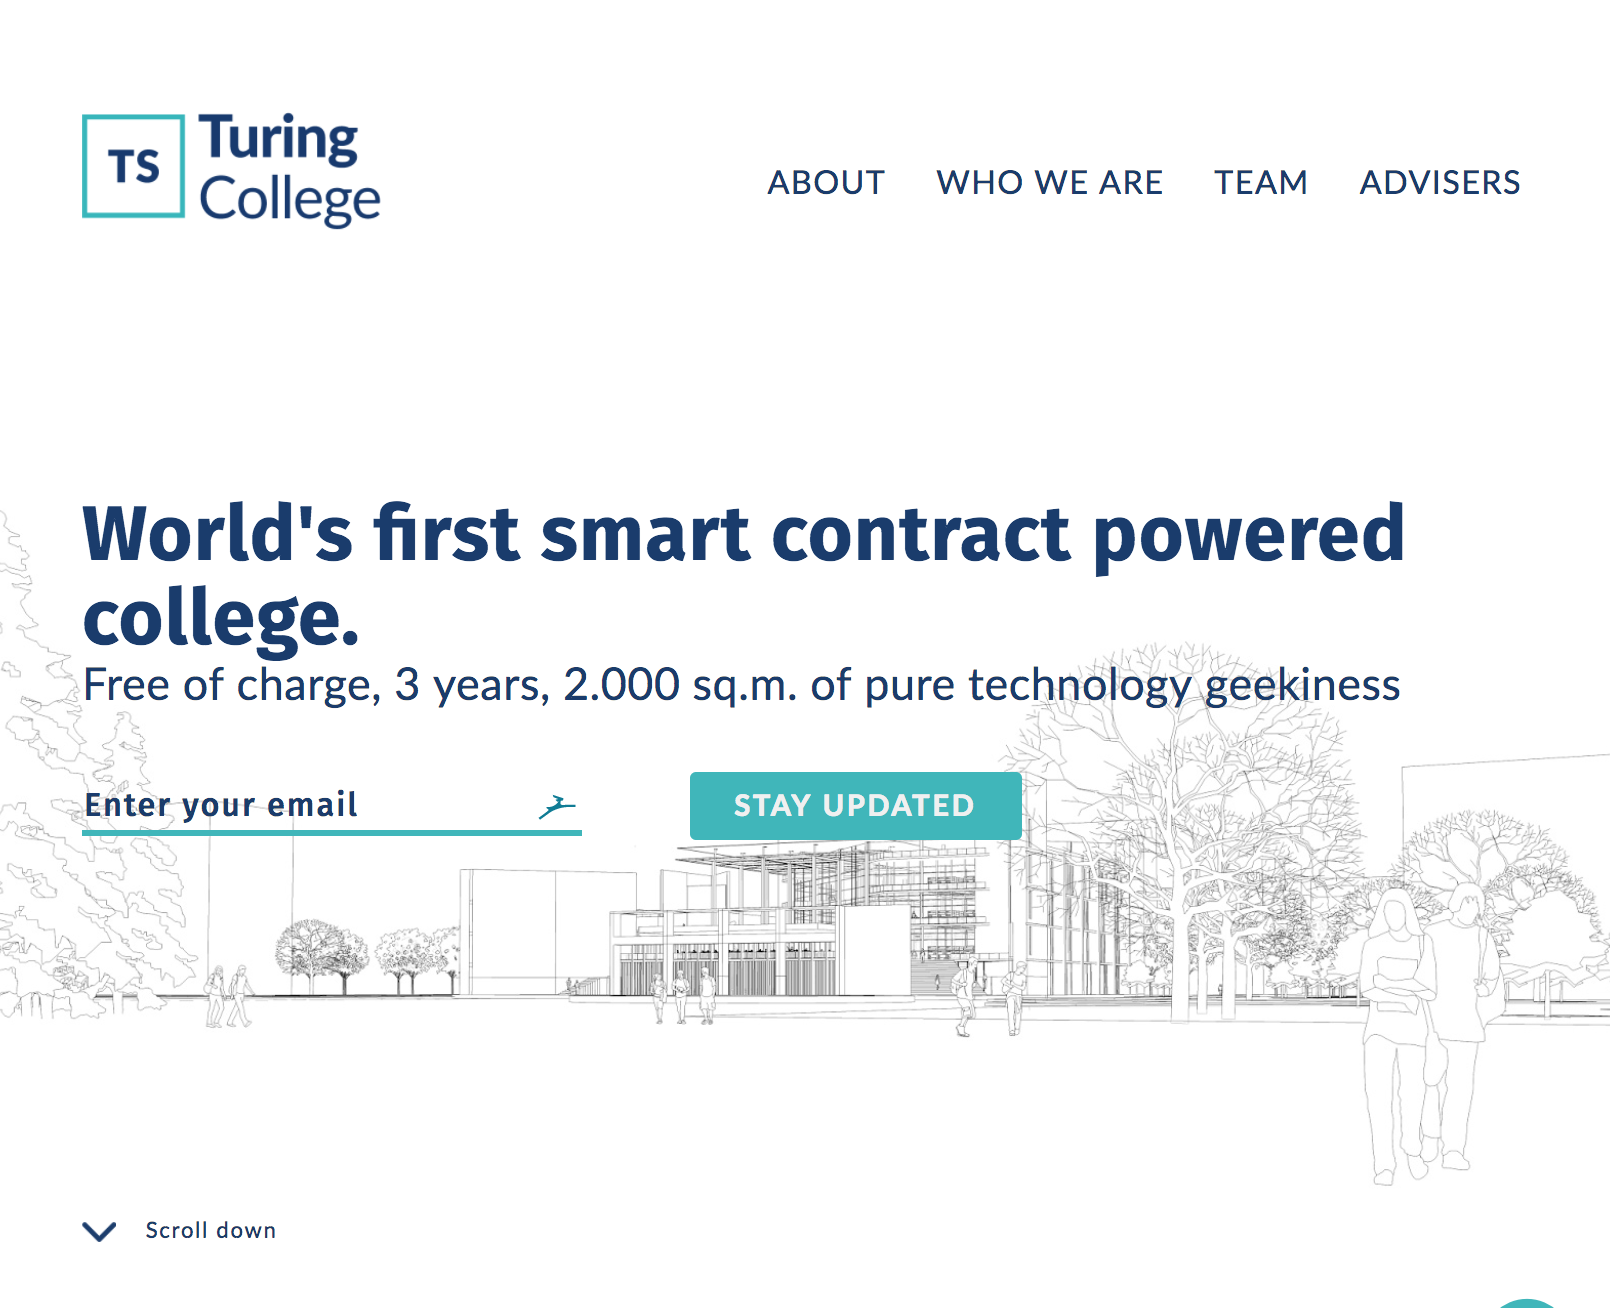 TS
Turing
College
ABOUT WHO WE ARE TEAM ADVISERS
World's first smart contract powered
college.
Free of charge, 3 years, 2.000 sq.m. of pure technology geekiness
Enter your email
STAY UPDATED
Scroll down